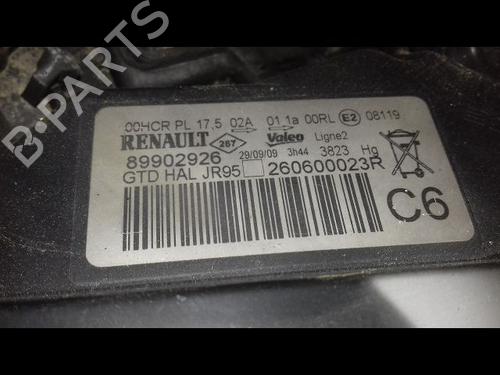 00HCR PL 17,5 02A 01 1a 00RL E2 08119
RENAULT 267 Valeo Ligne2
89902926 29/09/09 3h44 3823 Hg
GTD HAL JR95 260600023R
C6
B-PARTS